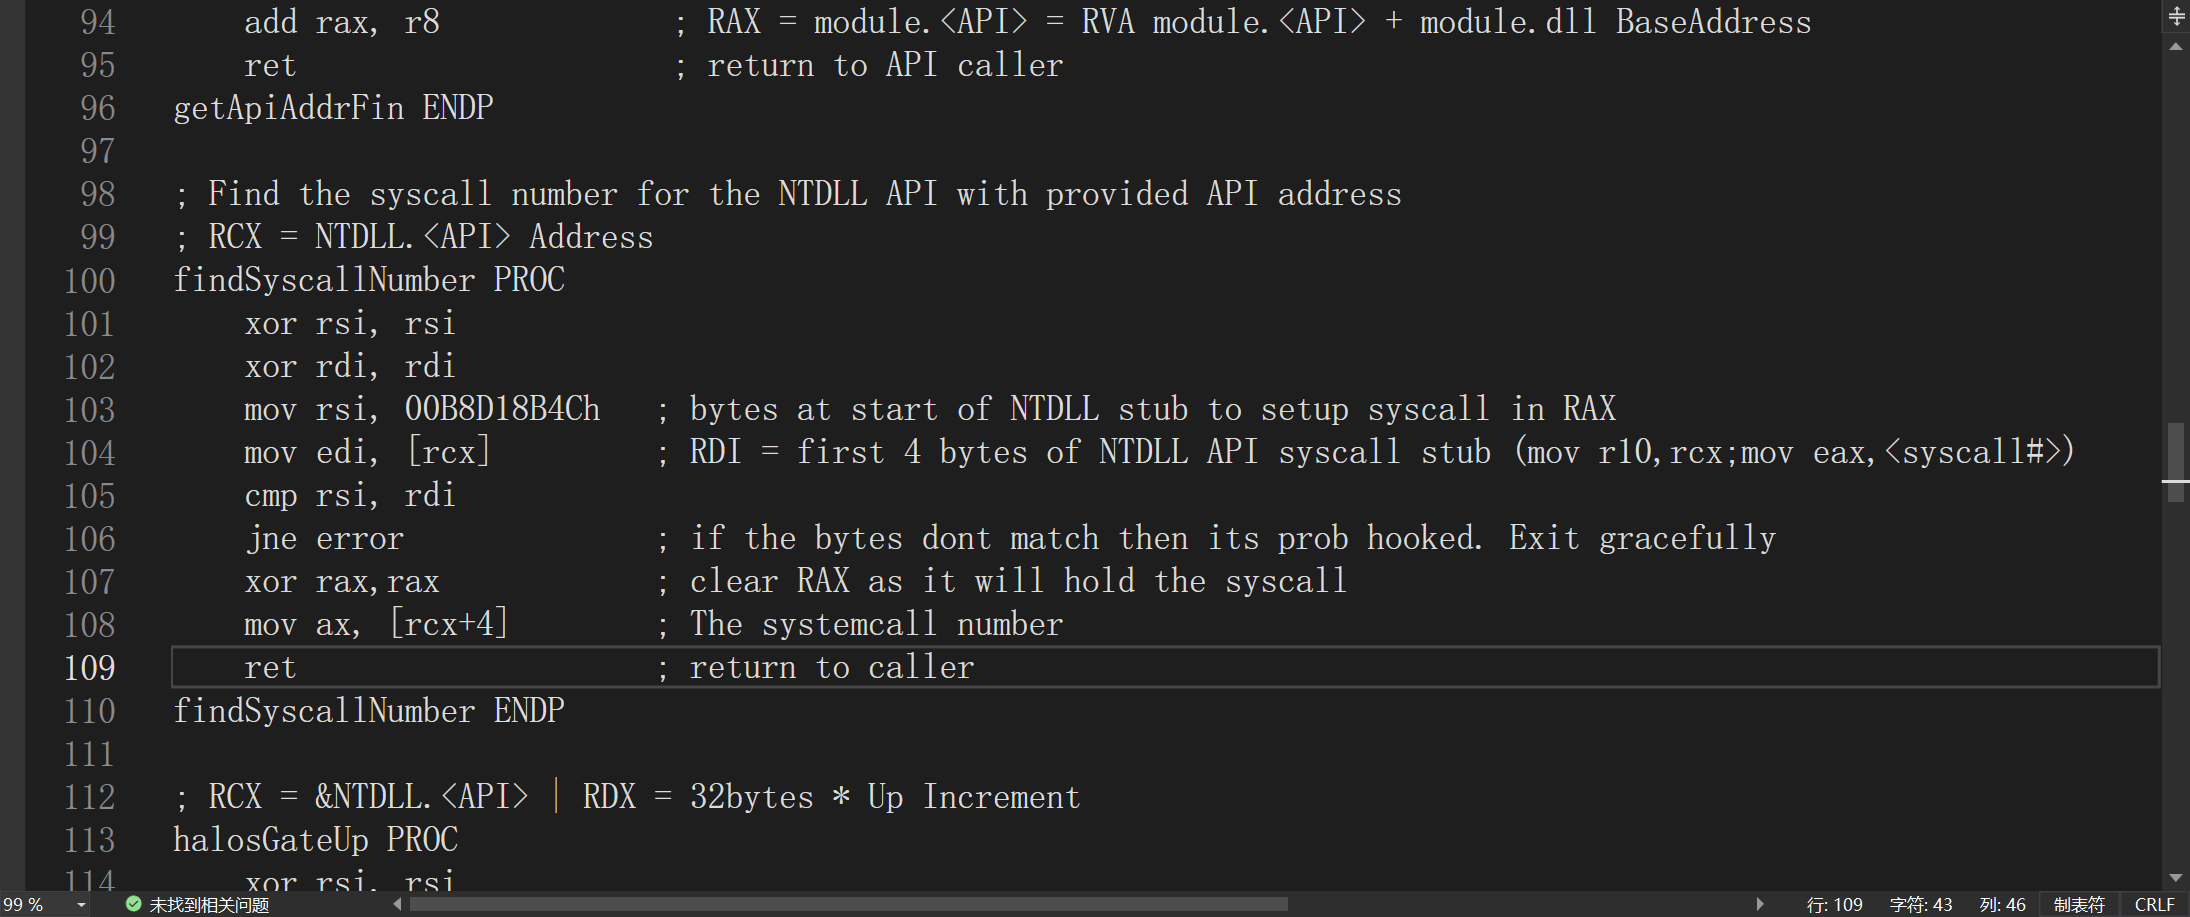 94 add rax, r8 ; RAX = module.<API> = RVA module.<API> + module.dll BaseAddress
95 ret ; return to API caller
96 getApiAddrFin ENDP
97
98 ; Find the syscall number for the NTDLL API with provided API address
99 ; RCX = NTDLL.<API> Address
100 findSyscallNumber PROC
101 xor rsi, rsi
102 xor rdi, rdi
103 mov rsi, 00B8D18B4Ch ; bytes at start of NTDLL stub to setup syscall in RAX
104 mov edi, [rcx] ; RDI = first 4 bytes of NTDLL API syscall stub (mov r10,rcx;mov eax,<syscall#>)
105 cmp rsi, rdi
106 jne error ; if the bytes dont match then its prob hooked. Exit gracefully
107 xor rax,rax ; clear RAX as it will hold the syscall
108 mov ax, [rcx+4] ; The systemcall number
109 ret ; return to caller
110 findSyscallNumber ENDP
111
112 ; RCX = &NTDLL.<API> | RDX = 32bytes * Up Increment
113 halosGateUp PROC
114 xor rsi, rsi
99 % 未找到相关问题 行: 109 字符: 43 列: 46 制表符 CRLF